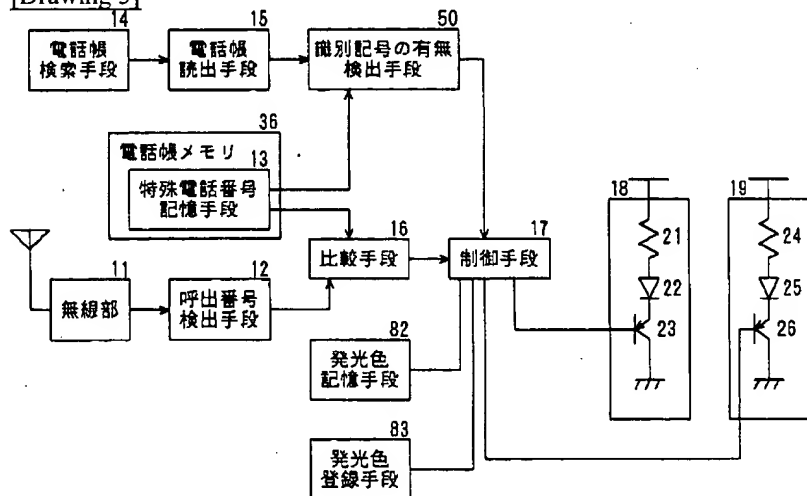 [Drawing 5]
14
電話帳
検索手段
15
電話帳
読出手段
50
識別記号の有無
検出手段
36
電話帳メモリ
13
特殊電話番号
記憶手段
11
無線部
12
呼出番号
検出手段
16
比較手段
17
制御手段
82
発光色
記憶手段
83
発光色
登録手段
18
21
22
23
19
24
25
26